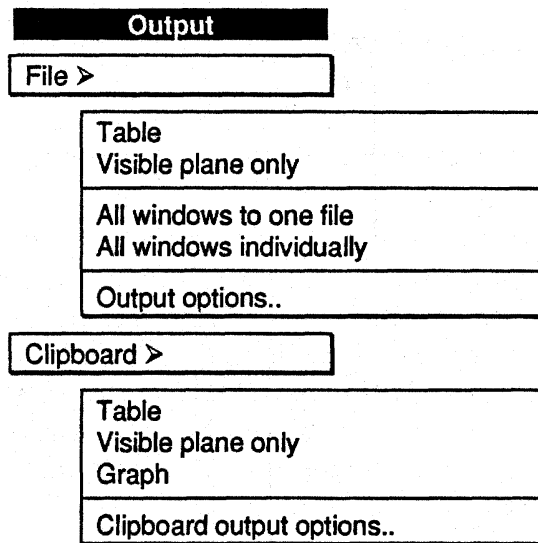 Output
File ➢
Table
Visible plane only
All windows to one file
All windows individually
Output options..
Clipboard ➢
Table
Visible plane only
Graph
Clipboard output options..